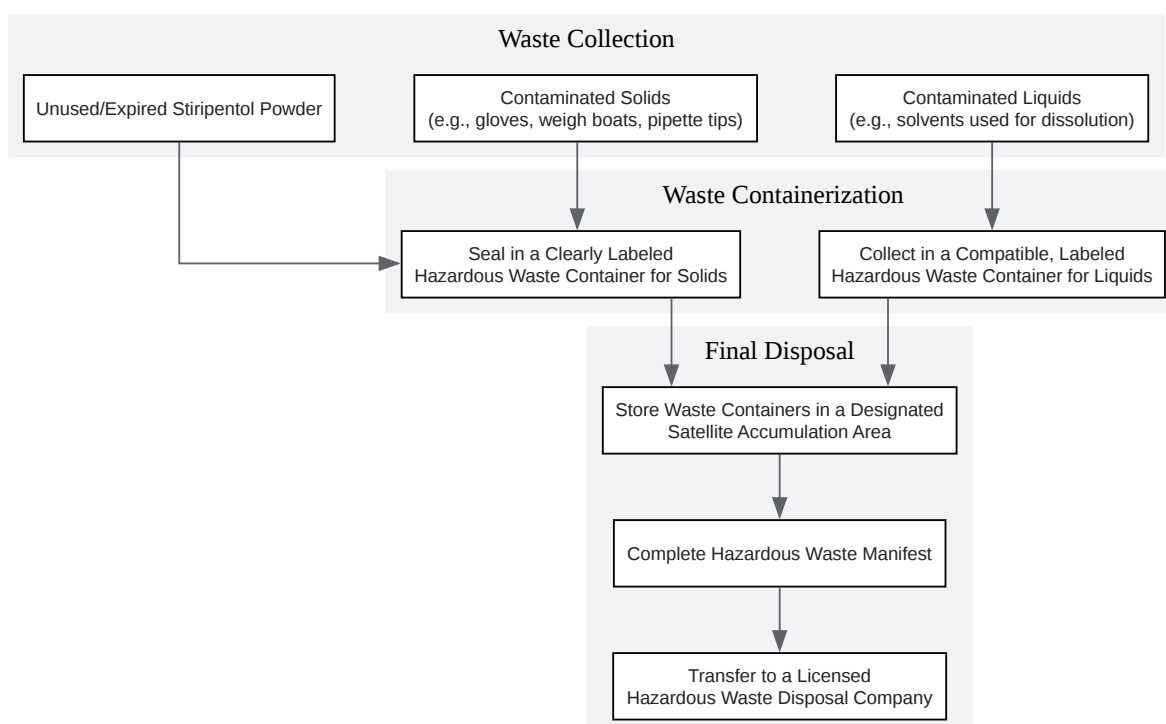 Waste Collection
Unused/Expired Stiripentol Powder
Contaminated Solids
(e.g., gloves, weigh boats, pipette tips)
Contaminated Liquids
(e.g., solvents used for dissolution)
Waste Containerization
Seal in a Clearly Labeled
Hazardous Waste Container for Solids
Collect in a Compatible, Labeled
Hazardous Waste Container for Liquids
Final Disposal
Store Waste Containers in a Designated
Satellite Accumulation Area
Complete Hazardous Waste Manifest
Transfer to a Licensed
Hazardous Waste Disposal Company